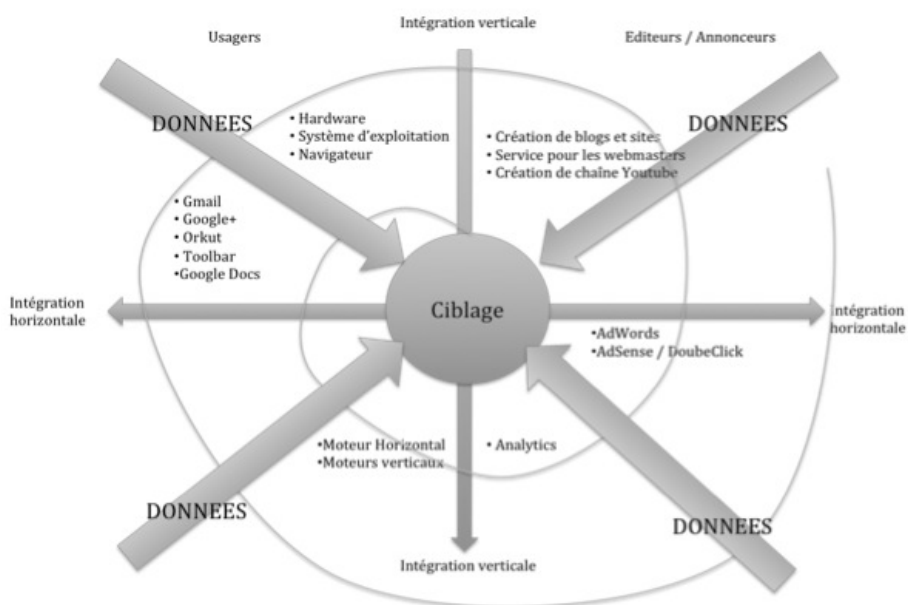 Intégration verticale
Usagers
Editeurs / Annonceurs
DONNEES
• Hardware
• Système d'exploitation
• Navigateur
DONNEES
• Création de blogs et sites
• Service pour les webmasters
• Création de chaîne Youtube
• Gmail
• Google+
• Orkut
• Toolbar
•Google Docs
Intégration
horizontale
Ciblage
Intégration
horizontale
•AdWords
•AdSense / DoubeClick
•Moteur Horizontal
•Moteurs verticaux
• Analytics
DONNEES
DONNEES
Intégration verticale